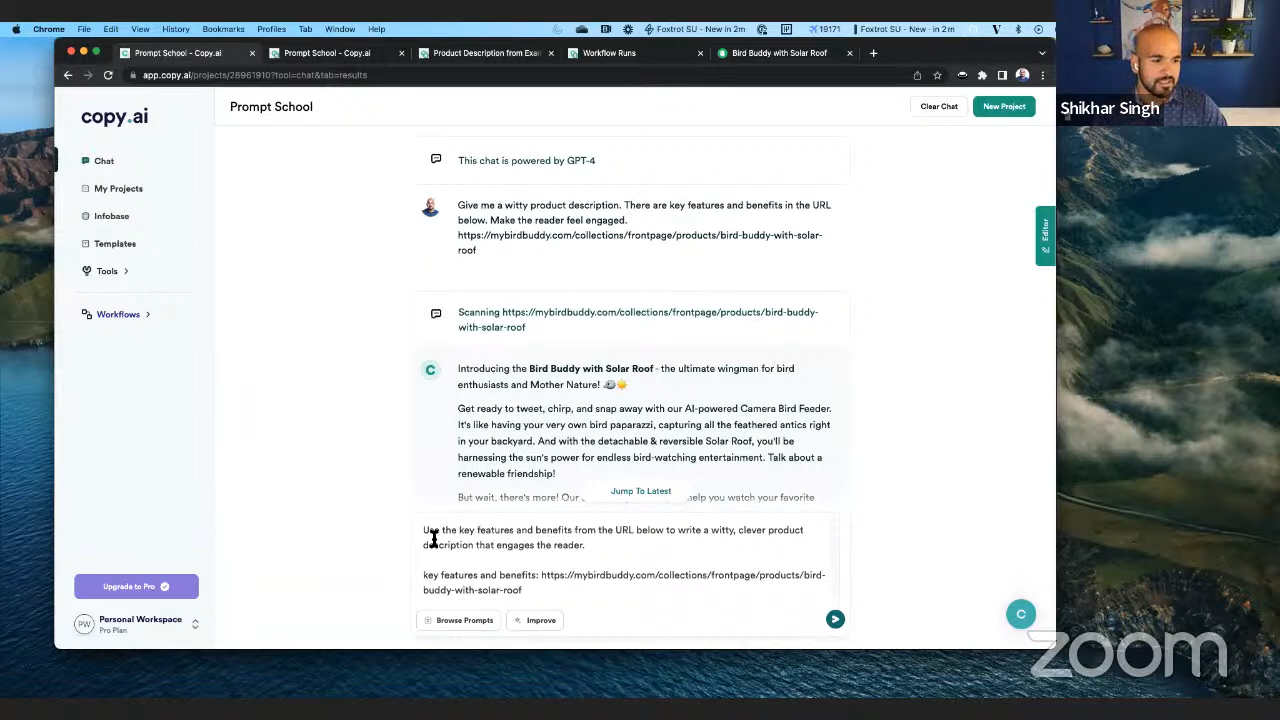 Chrome File Edit View History Bookmarks Profiles Tab Window Help Foxtrot SU - New in 2m 19171 Foxtrot SU - New · in 2m
Prompt School - Copy.ai
Prompt School - Copy.ai
Product Description from Exa
Workflow Runs
Bird Buddy with Solar Roof
app.copy.ai/projects/28961910?tool=chat&tab=results
Shikhar Singh
copy.ai
Prompt School
Clear Chat
New Project
Chat
My Projects
Infobase
Templates
Tools
Workflows
Upgrade to Pro
PW
Personal Workspace
Pro Plan
This chat is powered by GPT-4
Give me a witty product description. There are key features and benefits in the URL
below. Make the reader feel engaged.
https://mybirdbuddy.com/collections/frontpage/products/bird-buddy-with-solar-
roof
Editor
Scanning https://mybirdbuddy.com/collections/frontpage/products/bird-buddy-
with-solar-roof
C
Introducing the Bird Buddy with Solar Roof - the ultimate wingman for bird
enthusiasts and Mother Nature! 🐦☀️
Get ready to tweet, chirp, and snap away with our AI-powered Camera Bird Feeder.
It's like having your very own bird paparazzi, capturing all the feathered antics right
in your backyard. And with the detachable & reversible Solar Roof, you'll be
harnessing the sun's power for endless bird-watching entertainment. Talk about a
renewable friendship!
But wait, there's more! Our help you watch your favorite
Jump To Latest
Use the key features and benefits from the URL below to write a witty, clever product
description that engages the reader.
key features and benefits: https://mybirdbuddy.com/collections/frontpage/products/bird-
buddy-with-solar-roof
Browse Prompts
Improve
C
zoom